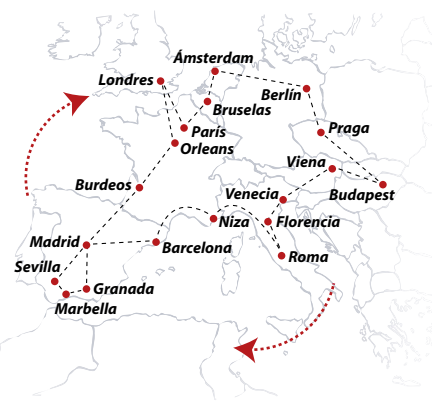 Ámsterdam
Londres
Berlín
Bruselas
París
Praga
Orleans
Viena
Burdeos
Venecia
Budapest
Niza
Florencia
Madrid
Barcelona
Roma
Sevilla
Granada
Marbella